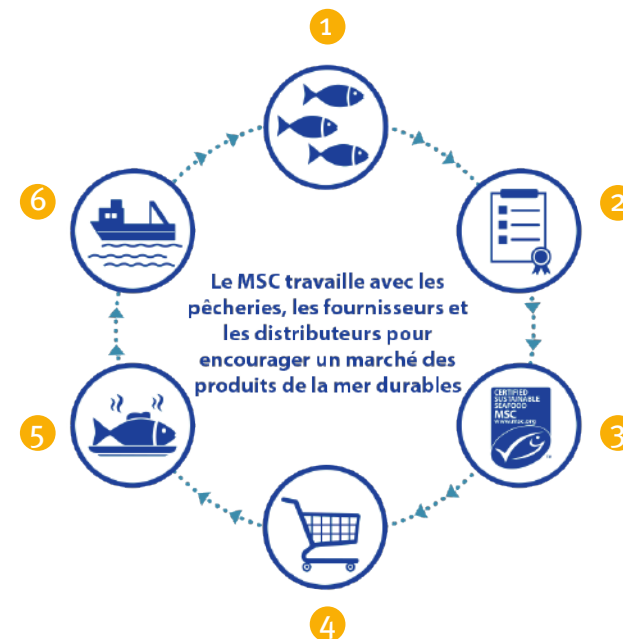 1
6
2
Le MSC travaille avec les
pêcheries, les fournisseurs et
les distributeurs pour
encourager un marché des
produits de la mer durables
CERTIFIED
SUSTAINABLE
SEAFOOD
MSC
www.msc.org
TM
5
3
4